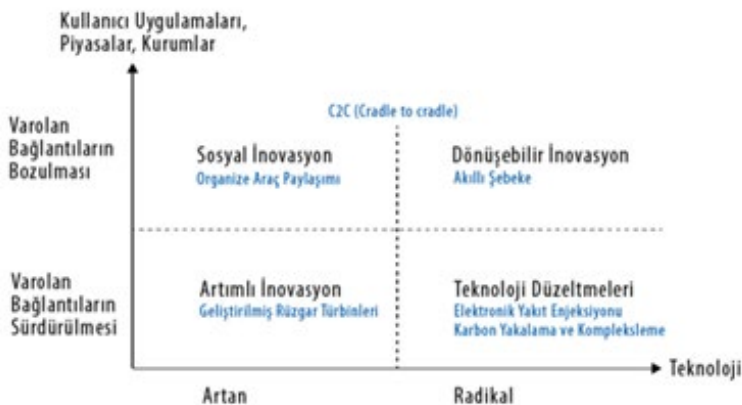 Kullanıcı Uygulamaları,
Piyasalar, Kurumlar
C2C (Cradle to cradle)
Varolan
Bağlantıların
Bozulması
Sosyal İnovasyon
Organize Araç Paylaşımı
Dönüşebilir İnovasyon
Akıllı Şebeke
Varolan
Bağlantıların
Sürdürülmesi
Artımlı İnovasyon
Geliştirilmiş Rüzgar Türbinleri
Teknoloji Düzeltmeleri
Elektronik Yakıt Enjeksiyonu
Karbon Yakalama ve Kompleksleme
Teknoloji
Artan
Radikal